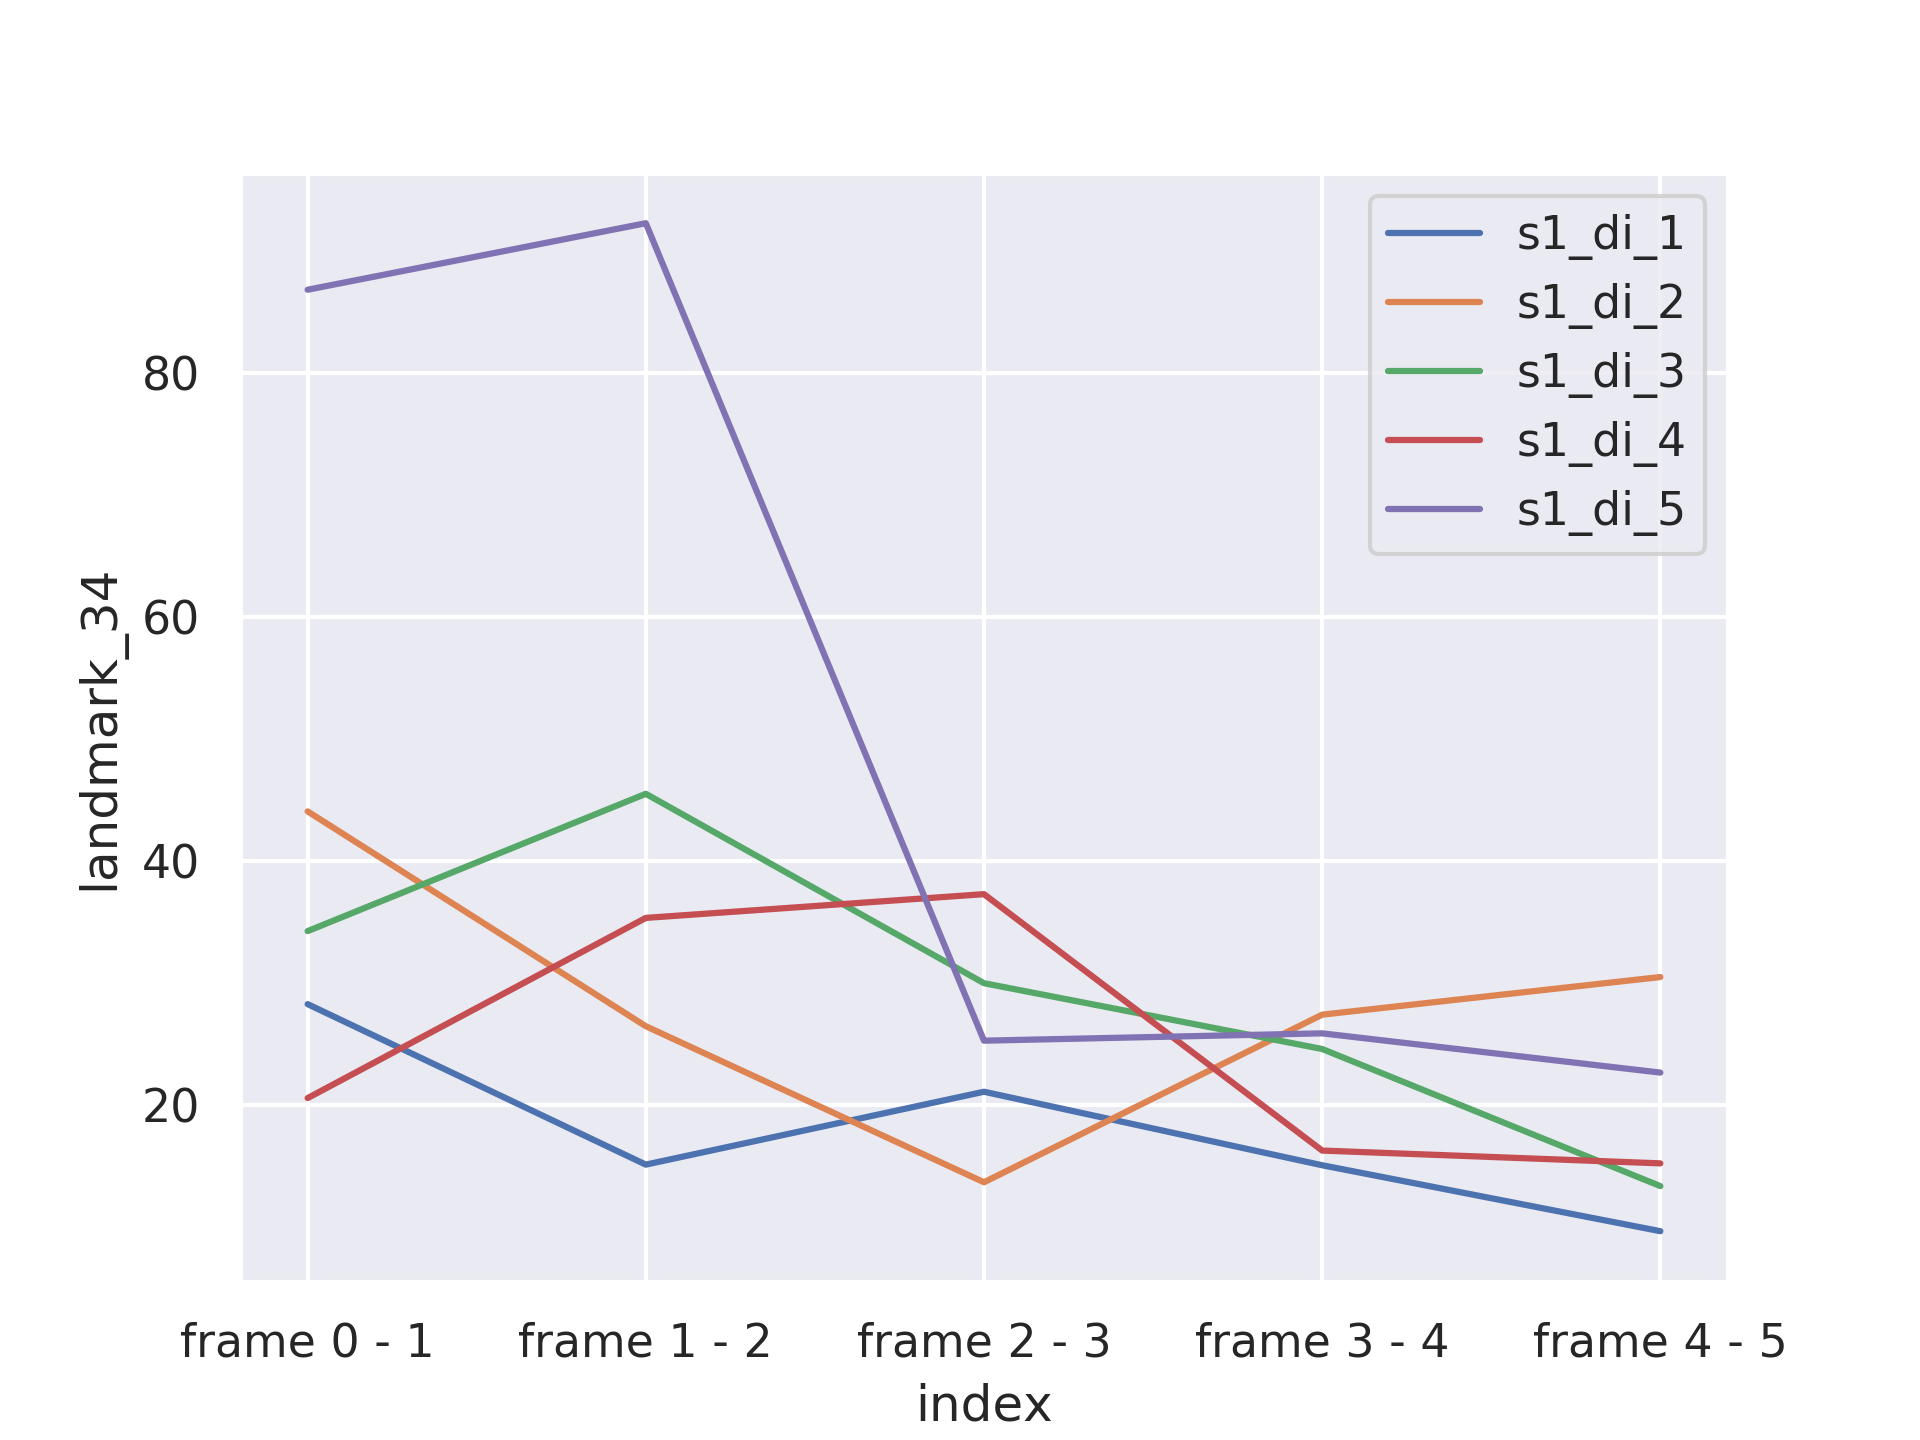 s1_di_1
s1_di_2
s1_di_3
s1_di_4
s1_di_5
landmark_34
80
60
40
20
frame 0 - 1
frame 1 - 2
frame 2 - 3
frame 3 - 4
frame 4 - 5
index